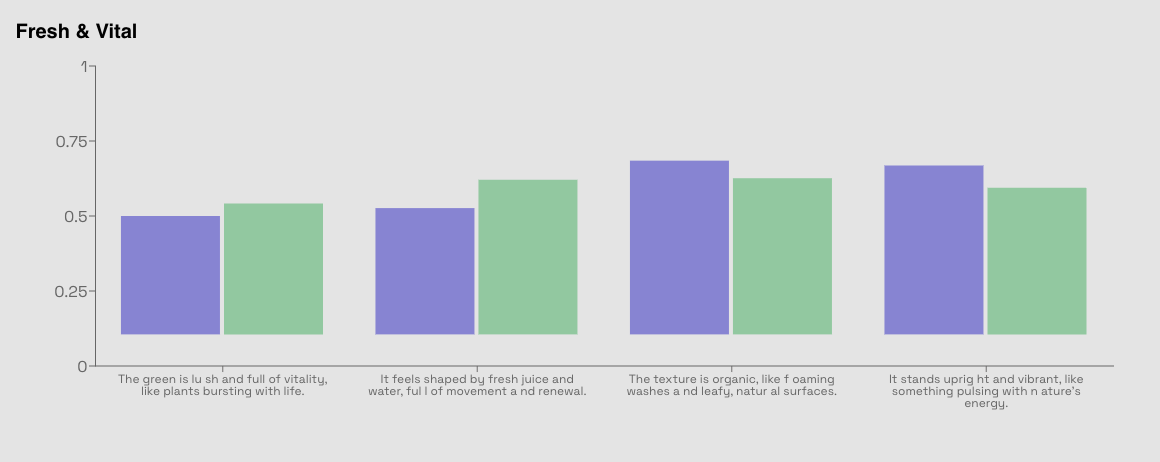 Fresh & Vital
1
0.75
0.5
0.25
0
The green is lu sh and full of vitality,
like plants bursting with life.
It feels shaped by fresh juice and
water, ful l of movement a nd renewal.
The texture is organic, like f oaming
washes a nd leafy, natur al surfaces.
It stands uprig ht and vibrant, like
something pulsing with n ature's
energy.